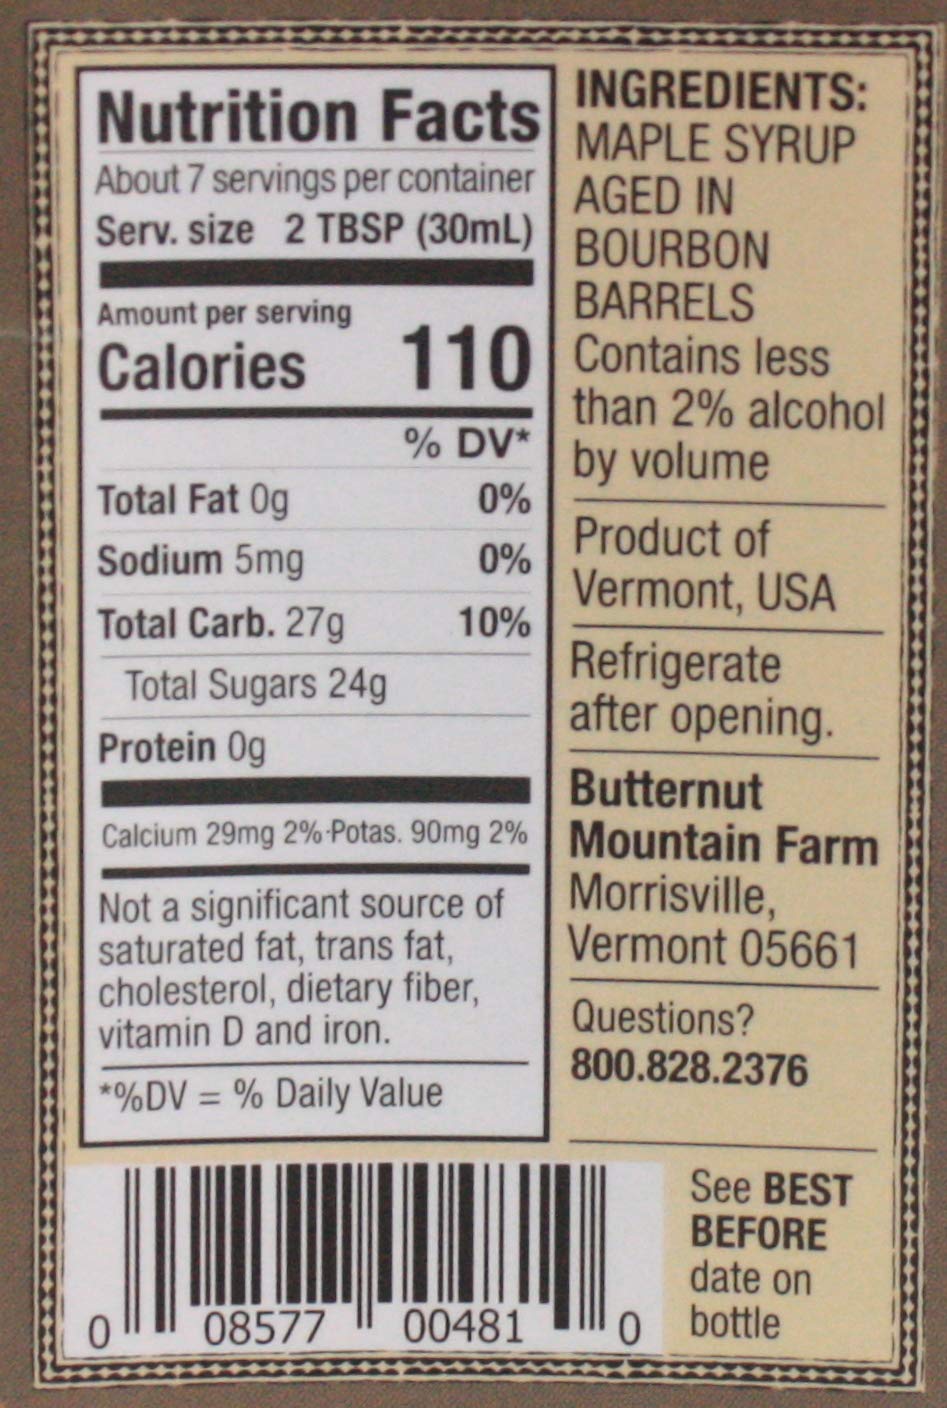 Nutrition Facts
About 7 servings per container
Serv. size 2 TBSP (30mL)
Amount per serving
Calories 110
% DV*
Total Fat 0g 0%
Sodium 5mg 0%
Total Carb. 27g 10%
Total Sugars 24g
Protein 0g
Calcium 29mg 2%·Potas. 90mg 2%
Not a significant source of
saturated fat, trans fat,
cholesterol, dietary fiber,
vitamin D and iron.
*%DV = % Daily Value
INGREDIENTS:
MAPLE SYRUP
AGED IN
BOURBON
BARRELS
Contains less
than 2% alcohol
by volume
Product of
Vermont, USA
Refrigerate
after opening.
Butternut
Mountain Farm
Morrisville,
Vermont 05661
Questions?
800.828.2376
See BEST
BEFORE
date on
bottle
0 08577 00481 0